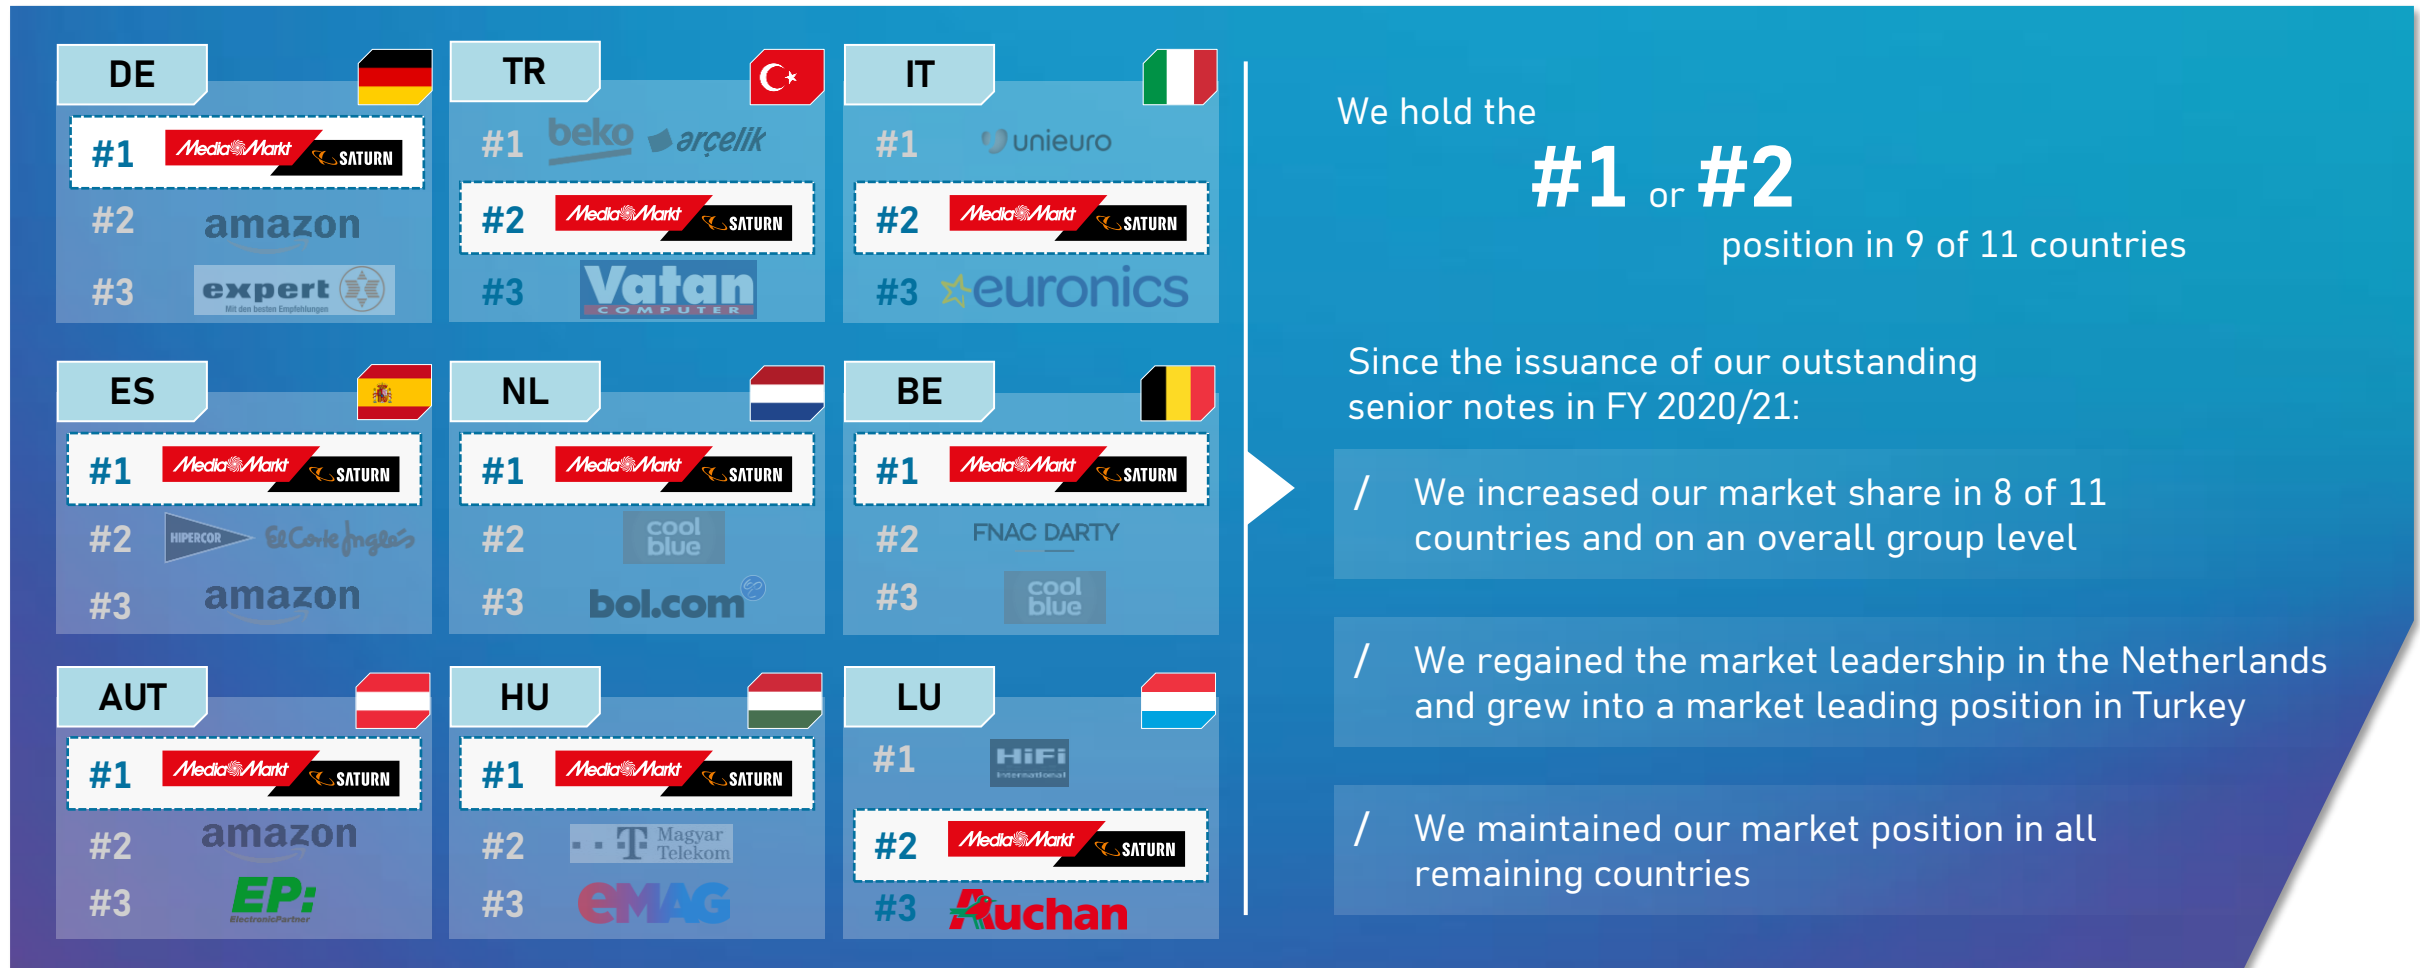 DE
#1 MediaMarkt SATURN
#2 amazon
#3 expert
Mit den besten Empfehlungen
TR
#1 beko arçelik
#2 MediaMarkt SATURN
#3 Vatan
COMPUTER
IT
#1 unieuro
#2 MediaMarkt SATURN
#3 euronics
ES
#1 MediaMarkt SATURN
#2 HIPERCOR El Corte Inglés
#3 amazon
NL
#1 MediaMarkt SATURN
#2 cool
blue
#3 bol.com
BE
#1 MediaMarkt SATURN
#2 FNAC DARTY
#3 cool
blue
AUT
#1 MediaMarkt SATURN
#2 amazon
#3 EP:
ElectronicPartner
HU
#1 MediaMarkt SATURN
#2 T Magyar
Telekom
#3 eMAG
LU
#1 HiFi
International
#2 MediaMarkt SATURN
#3 Auchan
We hold the
#1 or #2
position in 9 of 11 countries
Since the issuance of our outstanding
senior notes in FY 2020/21:
/ We increased our market share in 8 of 11
countries and on an overall group level
/ We regained the market leadership in the Netherlands
and grew into a market leading position in Turkey
/ We maintained our market position in all
remaining countries